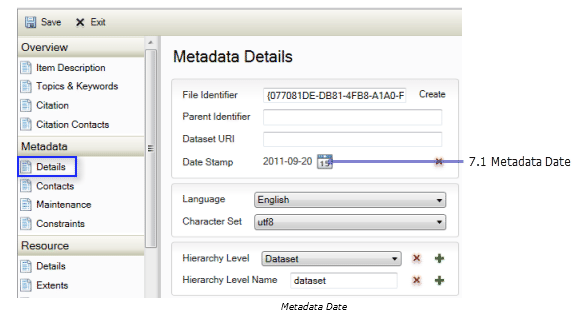 Save Exit
Overview
Item Description
Topics & Keywords
Citation
Citation Contacts
Metadata
Details
Contacts
Maintenance
Constraints
Resource
Details
Extents
Metadata Details
File Identifier {077081DE-DB81-4FB8-A1A0-F Create
Parent Identifier
Dataset URI
Date Stamp 2011-09-20 15
7.1 Metadata Date
Language English
Character Set utf8
Hierarchy Level Dataset
Hierarchy Level Name dataset
Metadata Date